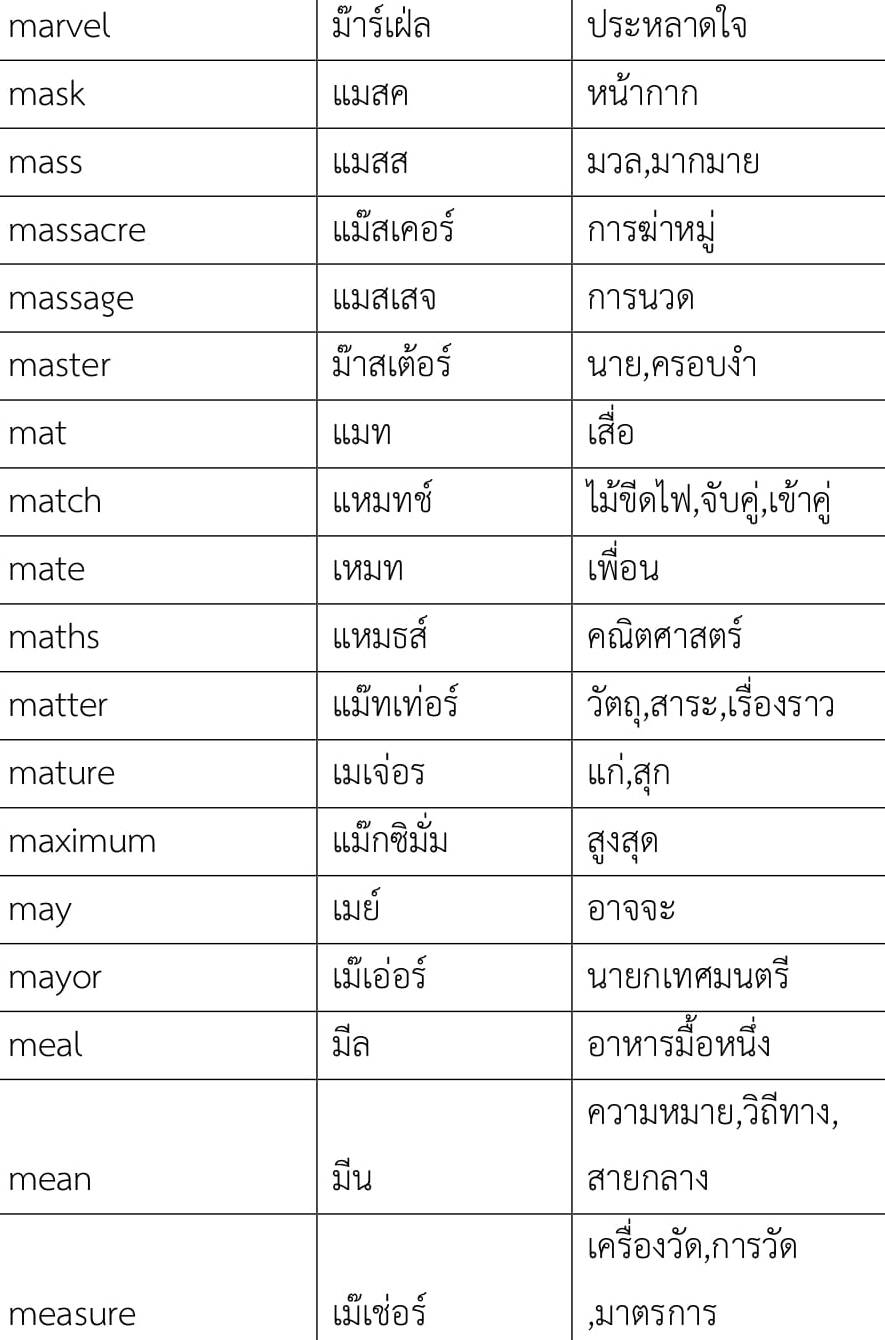 marvel ม๊าร์เฝ่ล ประหลาดใจ
mask แมสค หน้ากาก
mass แมสส มวล,มากมาย
massacre แม๊สเคอร์ การฆ่าหมู่
massage แมสเสจ การนวด
master ม๊าสเต้อร์ นาย,ครอบงำ
mat แมท เสื่อ
match แหมทช์ ไม้ขีดไฟ,จับคู่,เข้าคู่
mate เหมท เพื่อน
maths แหมธส์ คณิตศาสตร์
matter แม๊ทเท่อร์ วัตถุ,สาระ,เรื่องราว
mature เมเจ่อร แก่,สุก
maximum แม๊กซิมั่ม สูงสุด
may เมย์ อาจจะ
mayor เม๊เอ่อร์ นายกเทศมนตรี
meal มีล อาหารมื้อหนึ่ง
ความหมาย,วิถีทาง,
mean มีน สายกลาง
เครื่องวัด,การวัด
measure เม๊เช่อร์ ,มาตรการ